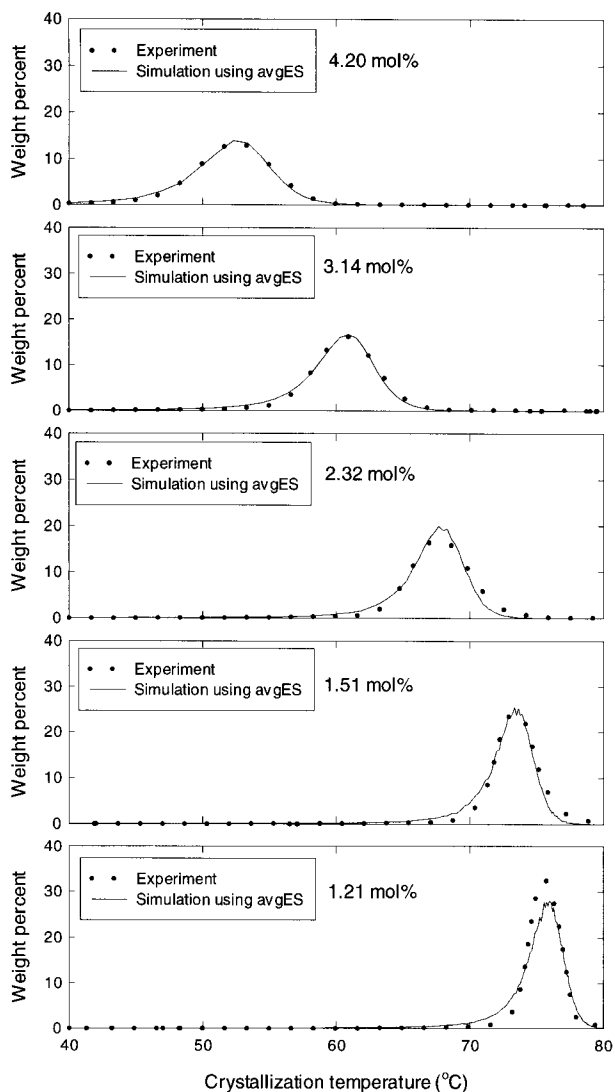 Weight percent
40
30
20
10
0
Experiment
Simulation using avgES
4.20 mol%
Weight percent
40
30
20
10
0
Experiment
Simulation using avgES
3.14 mol%
Weight percent
40
30
20
10
0
Experiment
Simulation using avgES
2.32 mol%
Weight percent
40
30
20
10
0
Experiment
Simulation using avgES
1.51 mol%
Weight percent
40
30
20
10
0
Experiment
Simulation using avgES
1.21 mol%
40 50 60 70 80
Crystallization temperature (°C)